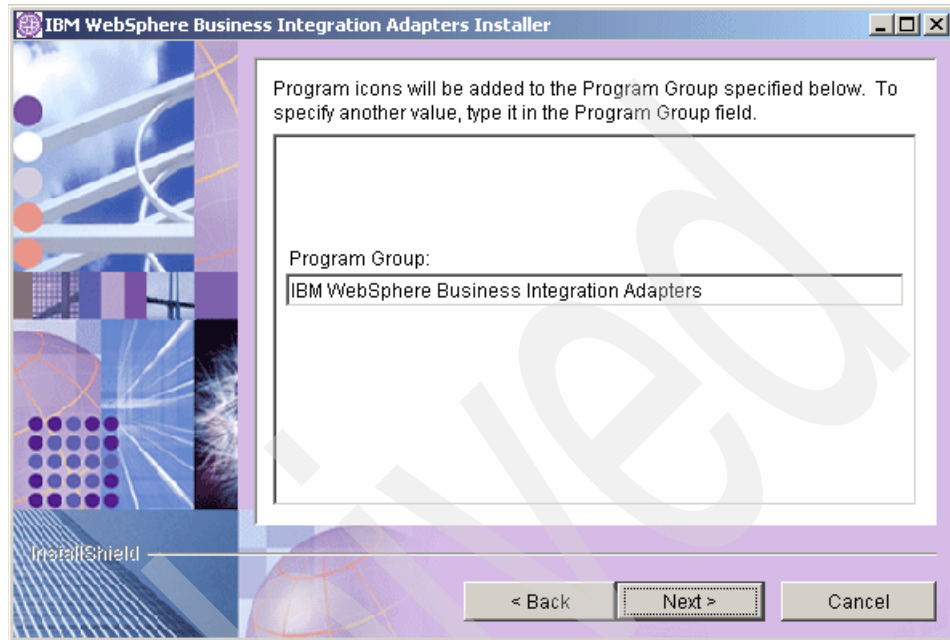 IBM WebSphere Business Integration Adapters Installer
Program icons will be added to the Program Group specified below. To
specify another value, type it in the Program Group field.
Program Group:
IBM WebSphere Business Integration Adapters
InstallShield
< Back
Next >
Cancel